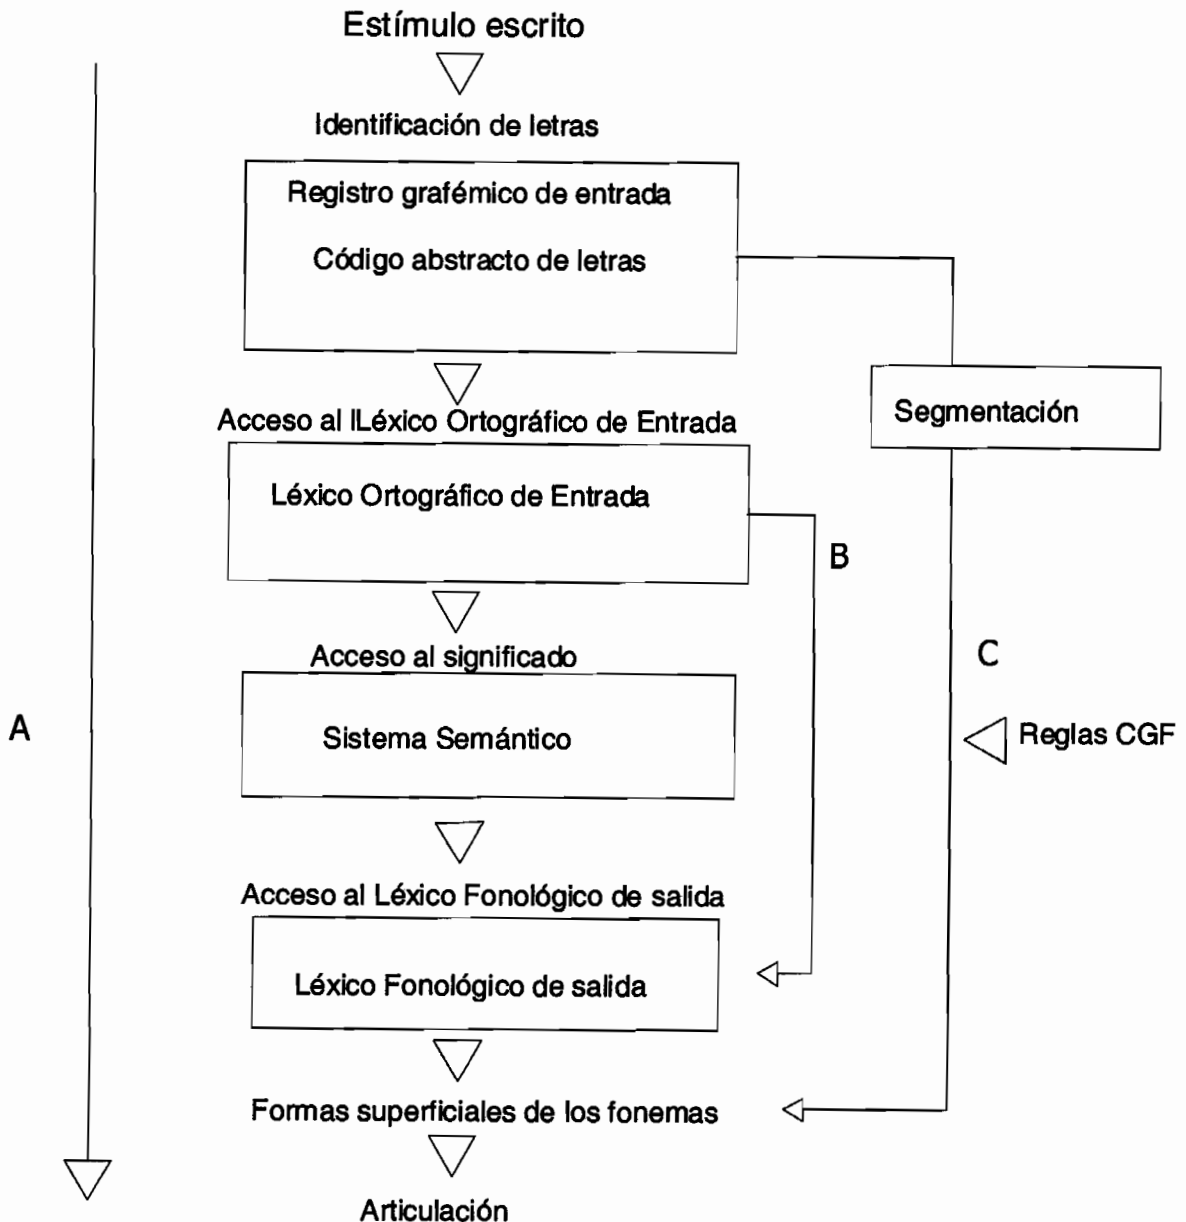 Estímulo escrito
Identificación de letras
Registro grafémico de entrada
Código abstracto de letras
Segmentación
Acceso al lLéxico Ortográfico de Entrada
Léxico Ortográfico de Entrada
B
Acceso al significado
C
Sistema Semántico
A
Reglas CGF
Acceso al Léxico Fonológico de salida
Léxico Fonológico de salida
Formas superficiales de los fonemas
Articulación